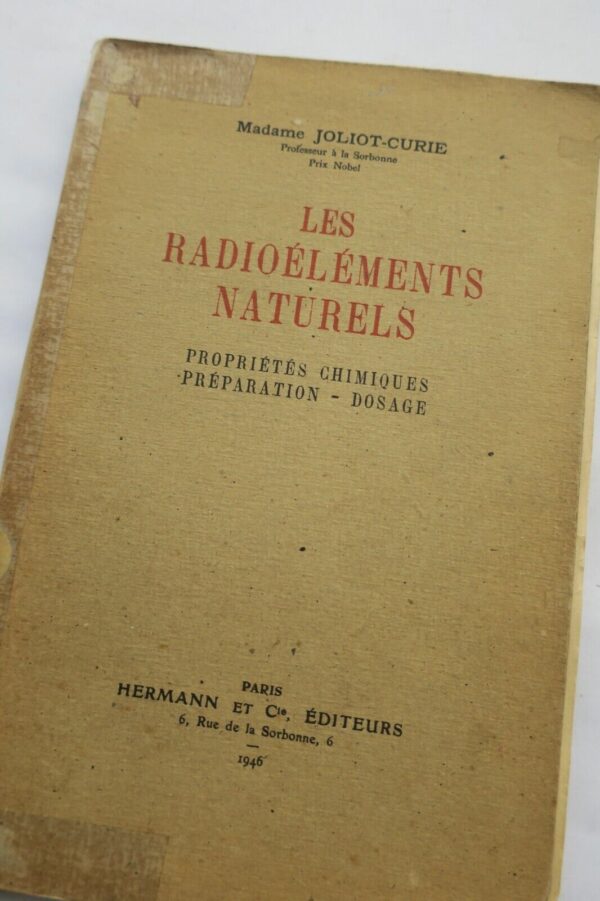 Madame JOLIOT-CURIE
Professeur à la Sorbonne
Prix Nobel
LES
RADIOÉLÉMENTS
NATURELS
PROPRIÉTÉS CHIMIQUES
PRÉPARATION - DOSAGE
PARIS
HERMANN ET Cie, ÉDITEURS
6, Rue de la Sorbonne, 6
—
1946